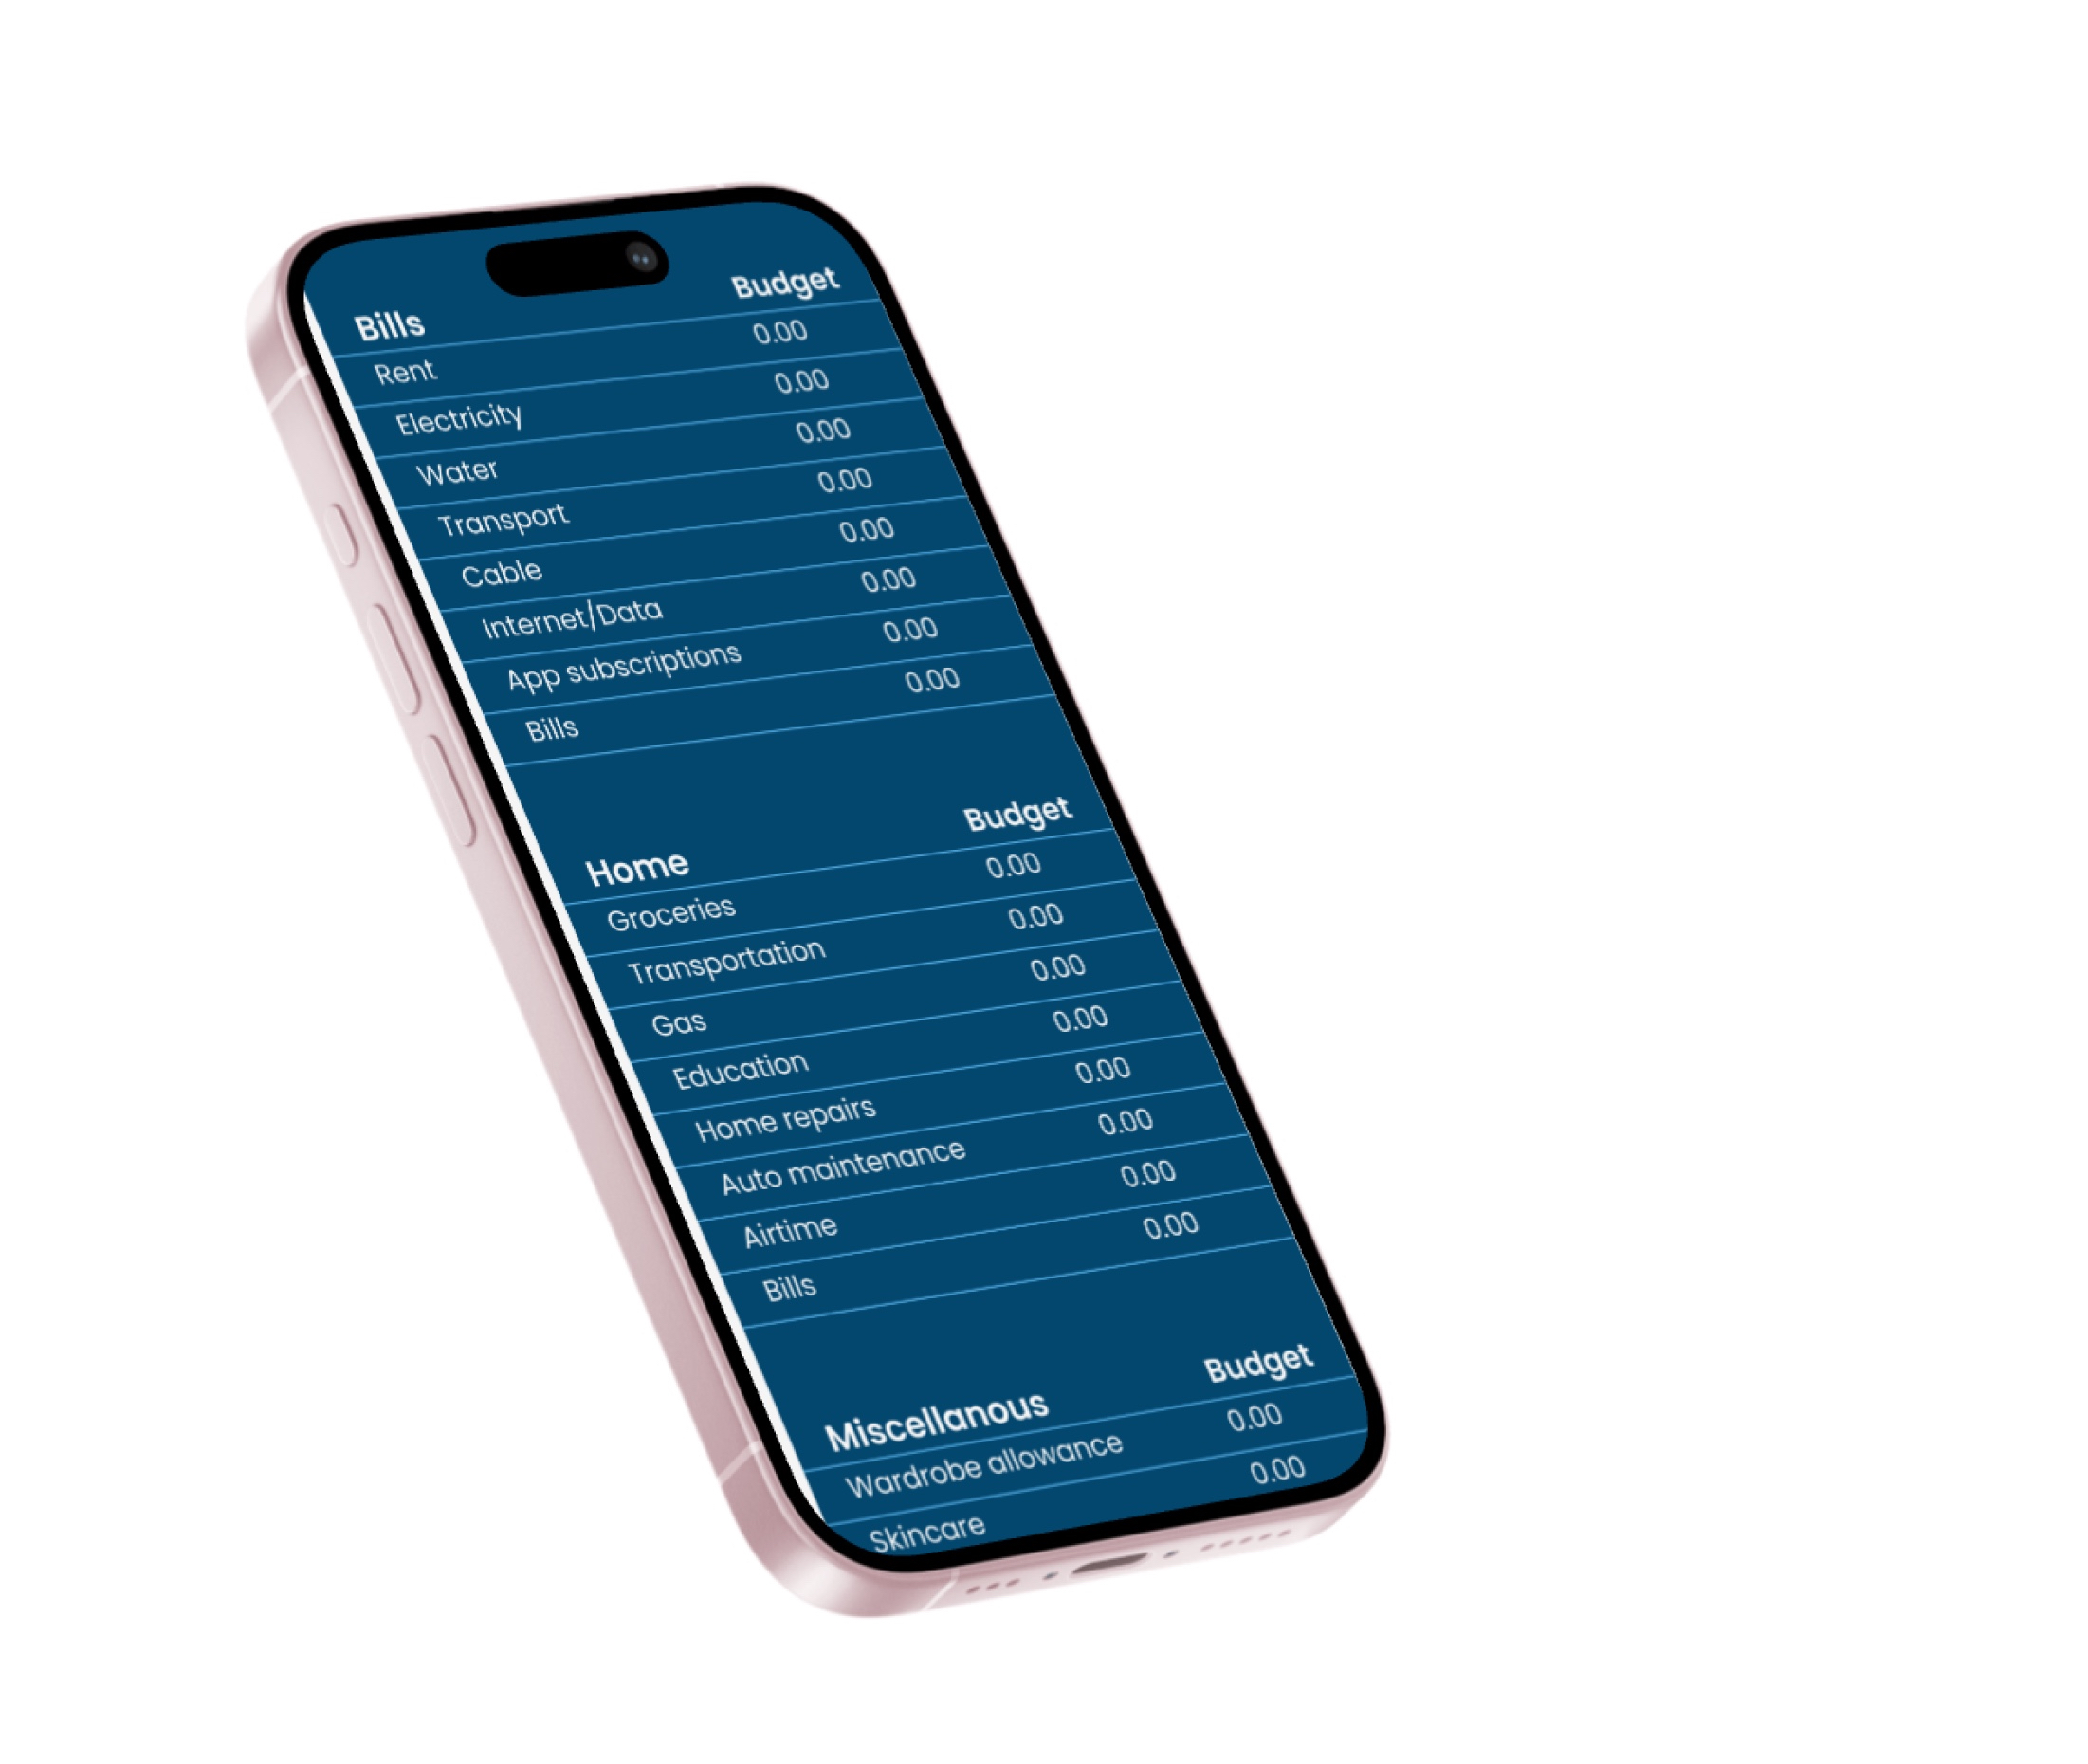 Bills Budget
Rent 0.00
Electricity 0.00
Water 0.00
Transport 0.00
Cable 0.00
Internet/Data 0.00
App subscriptions 0.00
Bills 0.00
Home Budget
Groceries 0.00
Transportation 0.00
Gas 0.00
Education 0.00
Home repairs 0.00
Auto maintenance 0.00
Airtime 0.00
Bills 0.00
Miscellanous Budget
Wardrobe allowance 0.00
Skincare 0.00